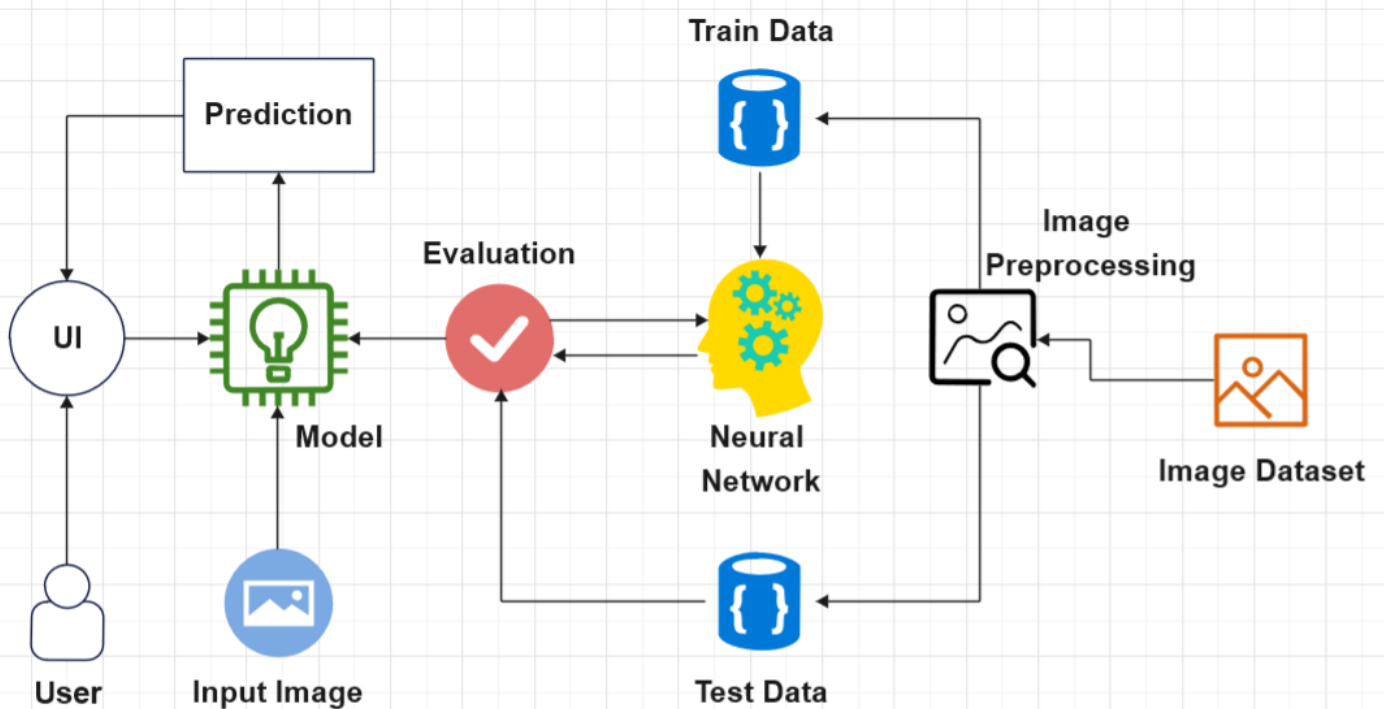 Train Data
Prediction
Image
Preprocessing
Evaluation
UI
Model
Neural
Network
Image Dataset
User
Input Image
Test Data